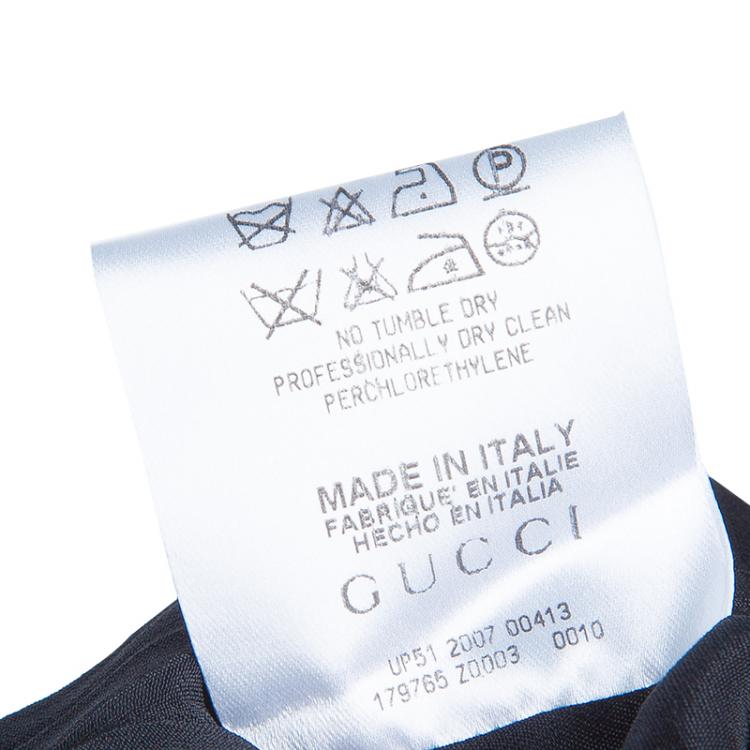 P
NO TUMBLE DRY
PROFESSIONALLY DRY CLEAN
PERCHLORETHYLENE
MADE IN ITALY
FABRIQUE' EN ITALIE
HECHO EN ITALIA
GUCCI
UP51 2007 00413
179765 Z0003 0010